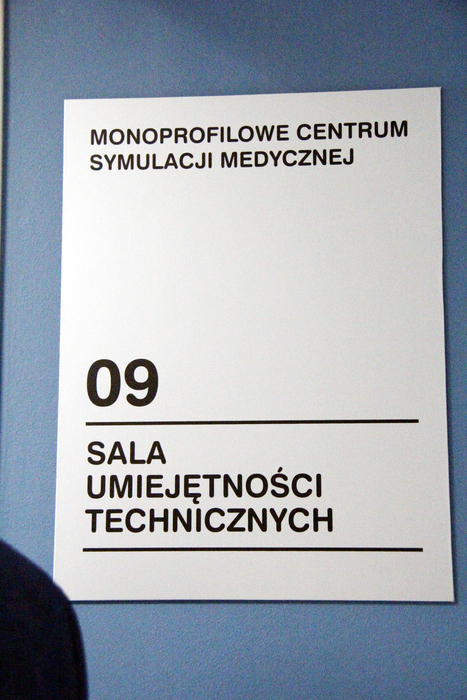 MONOPROFILOWE CENTRUM
SYMULACJI MEDYCZNEJ
09
SALA
UMIEJĘTNOŚCI
TECHNICZNYCH